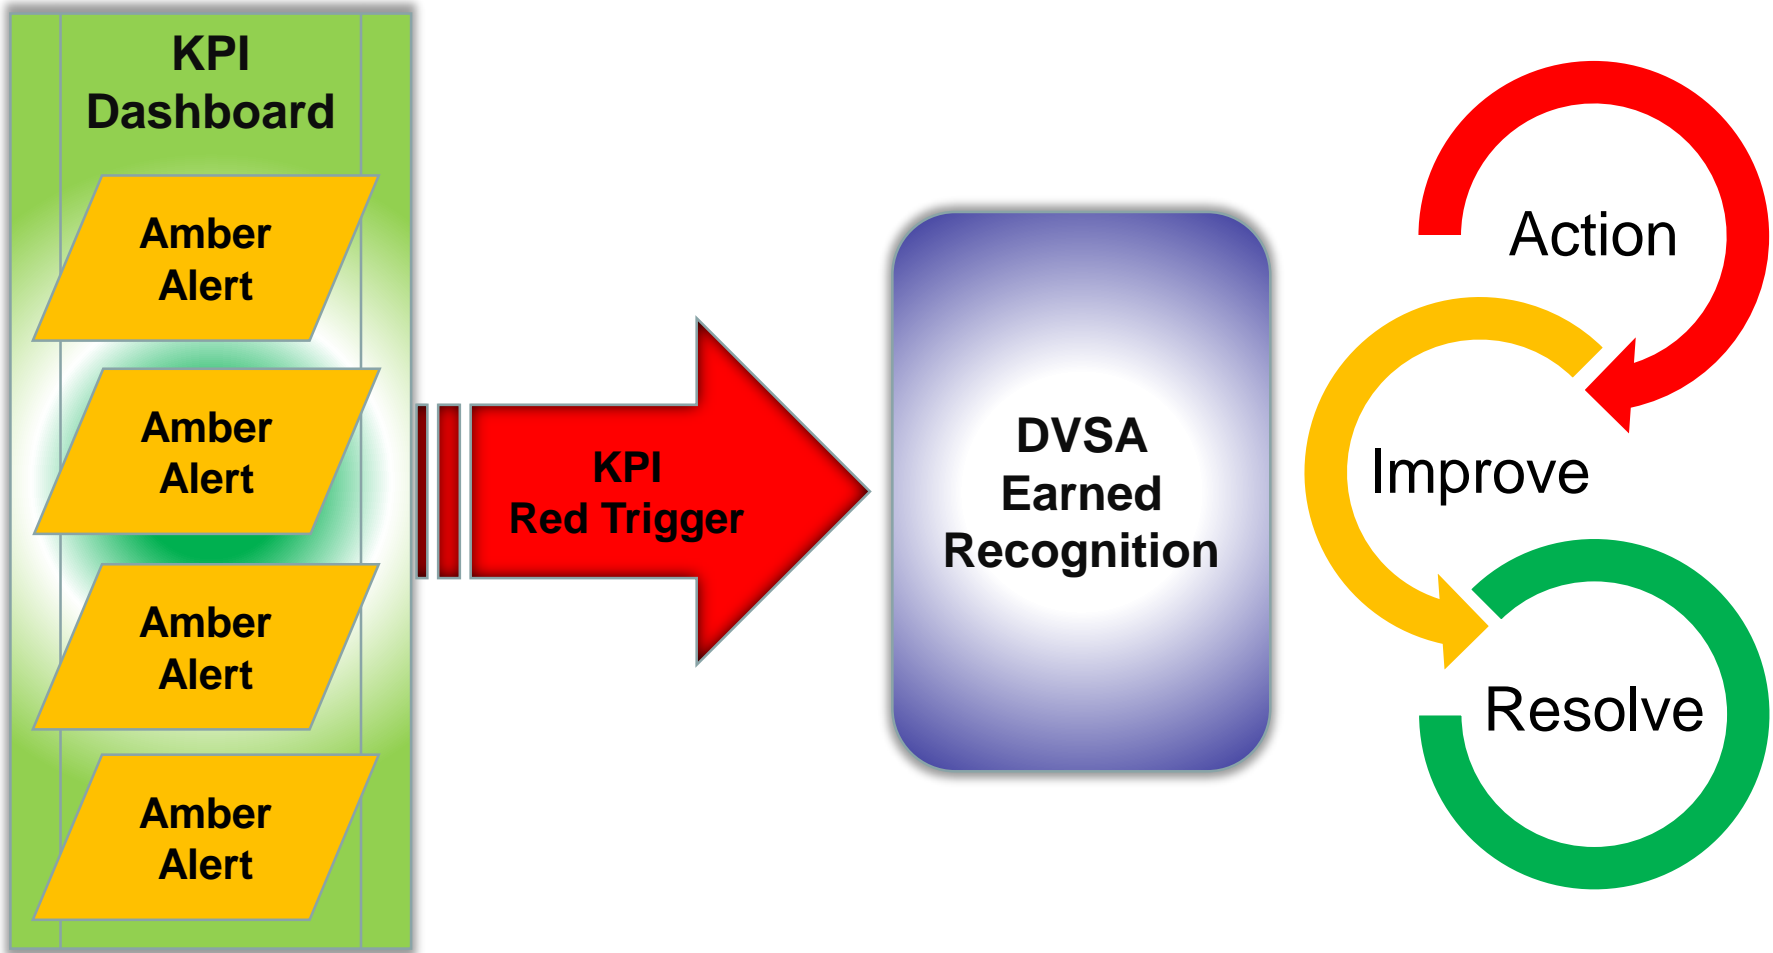 KPI
Dashboard
Amber
Alert
Amber
Alert
Amber
Alert
Amber
Alert
KPI
Red Trigger
DVSA
Earned
Recognition
Action
Improve
Resolve